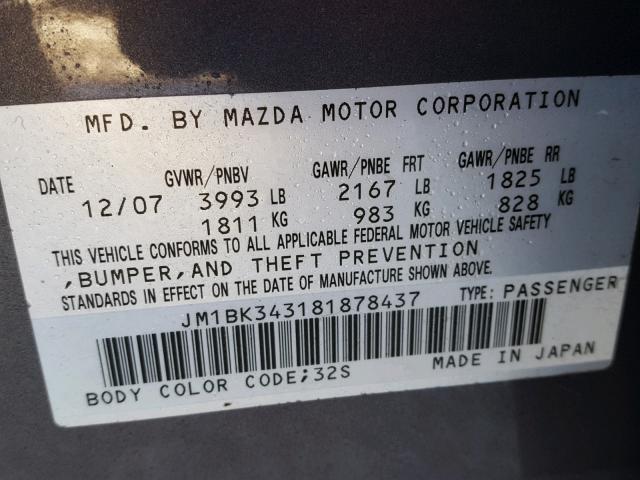 MFD. BY MAZDA MOTOR CORPORATION
DATE GVWR/PNBV GAWR/PNBE FRT GAWR/PNBE RR
12/07 3993 LB 2167 LB 1825 LB
1811 KG 983 KG 828 KG
THIS VEHICLE CONFORMS TO ALL APPLICABLE FEDERAL MOTOR VEHICLE SAFETY
,BUMPER,AND THEFT PREVENTION
STANDARDS IN EFFECT ON THE DATE OF MANUFACTURE SHOWN ABOVE.
JM1BK343181878437 TYPE: PASSENGER
BODY COLOR CODE;32S MADE IN JAPAN